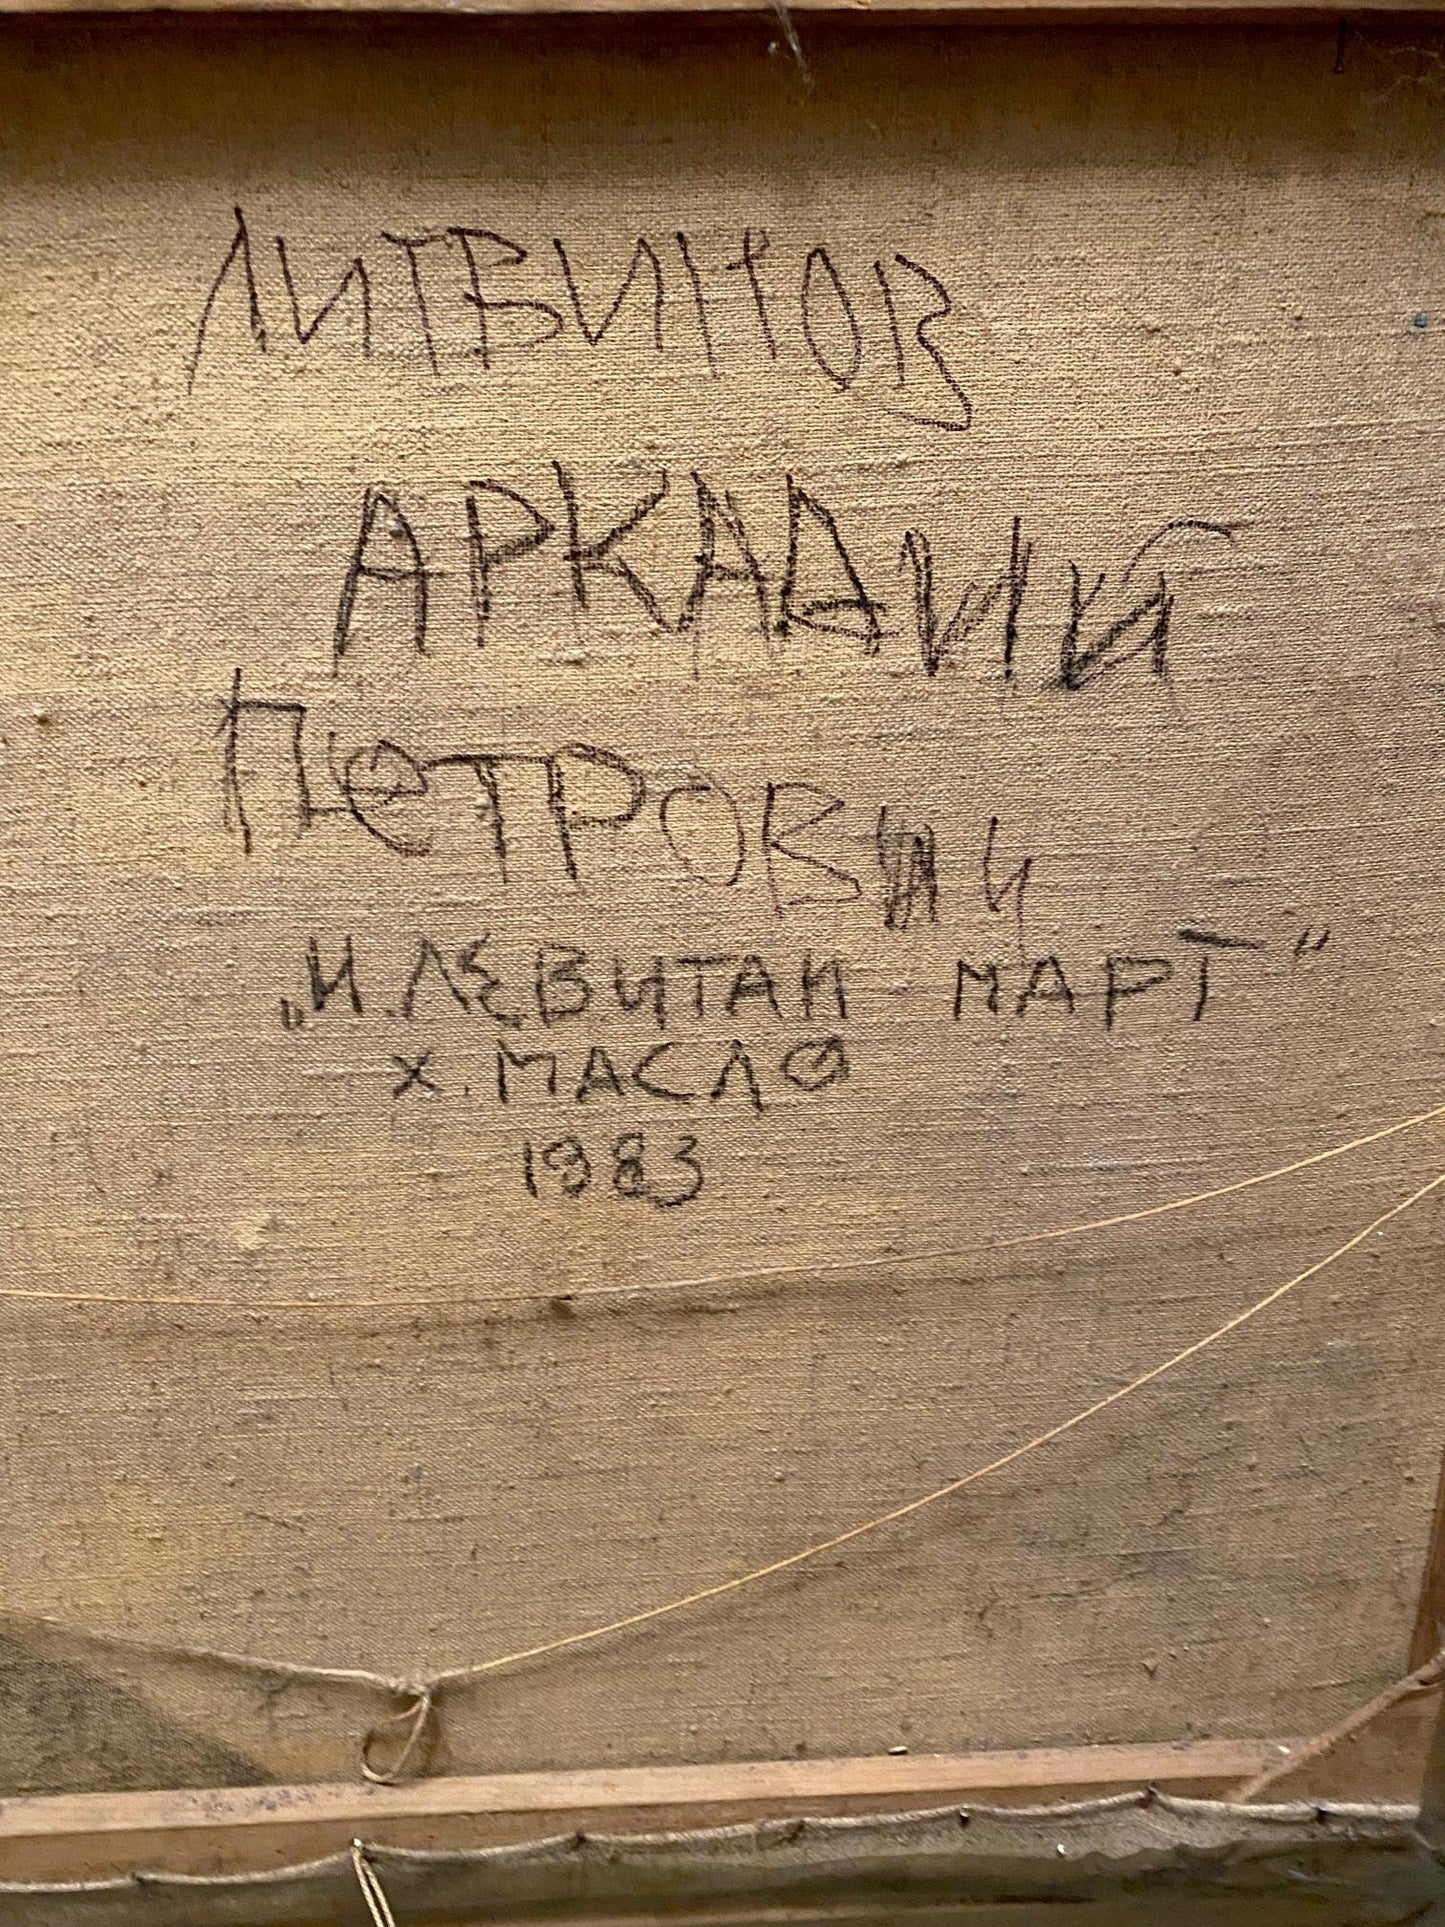 ЛИТВИНОВ
АРКАДИЙ
ПЕТРОВИЧ
„И.ЛЕВИТАН МАРТ"
Х. МАСЛО
1983